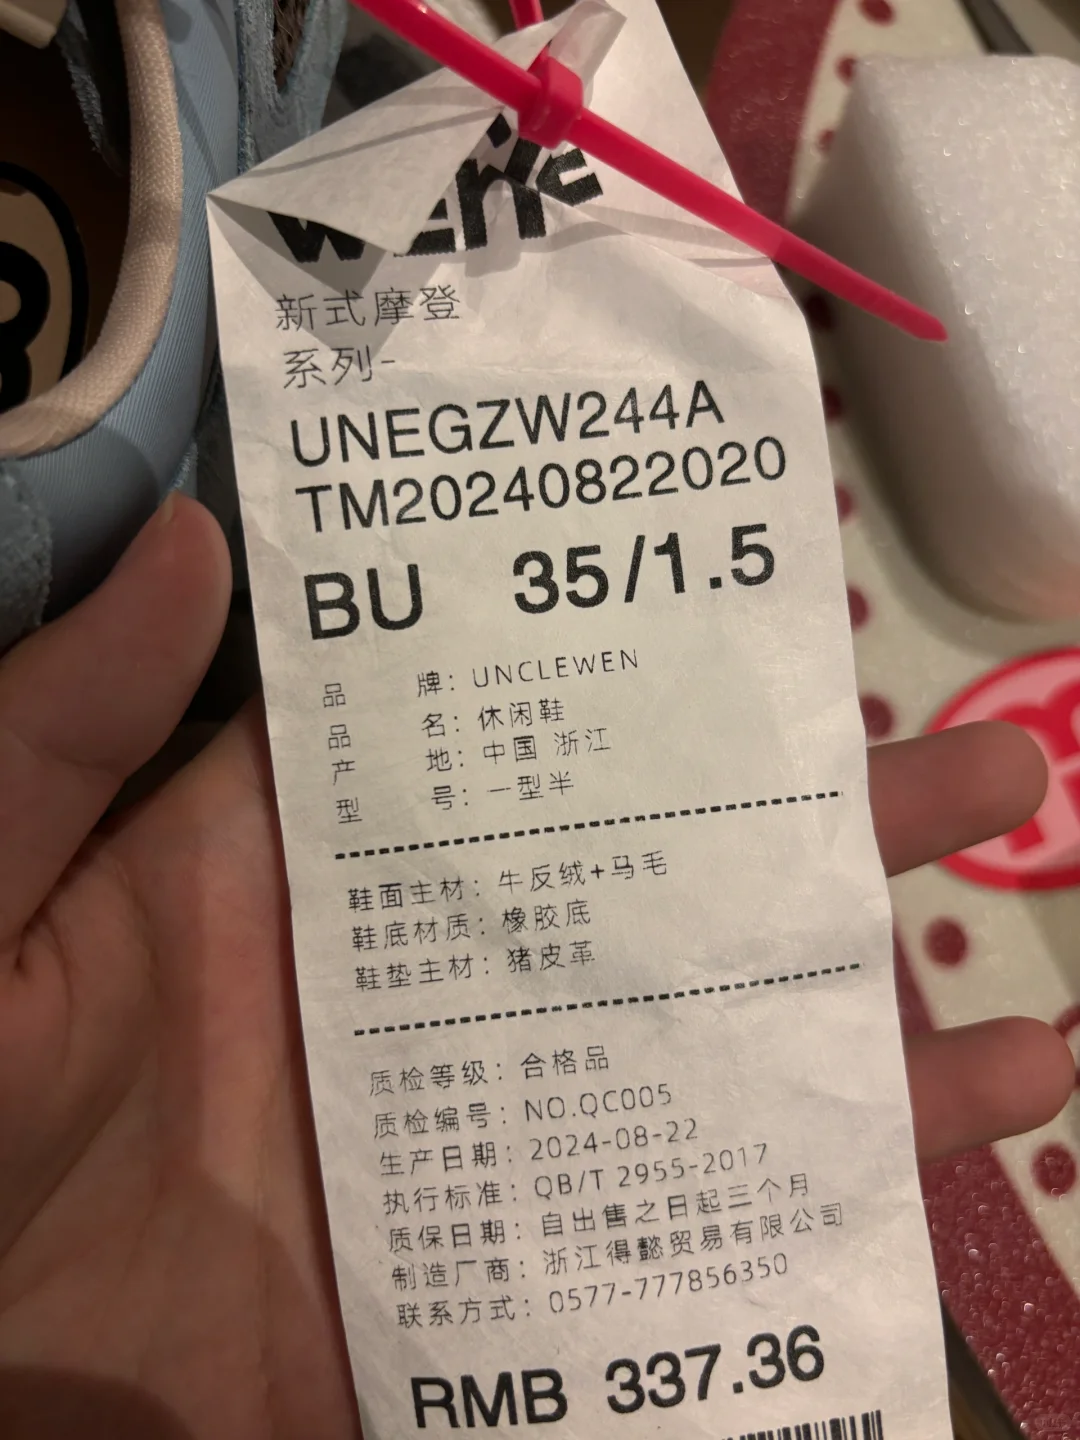 新式摩登
系列-
UNEGZW244A
TM20240822020
BU 35/1.5
品 牌：UNCLEWEN
品 名：休闲鞋
产 地：中国 浙江
型 号：一型半
鞋面主材：牛反绒+马毛
鞋底材质：橡胶底
鞋垫主材：猪皮革
质检等级：合格品
质检编号：NO.QC005
生产日期：2024-08-22
执行标准：QB/T 2955-2017
质保日期：自出售之日起三个月
制造厂商：浙江得懿贸易有限公司
联系方式：0577-777856350
RMB 337.36